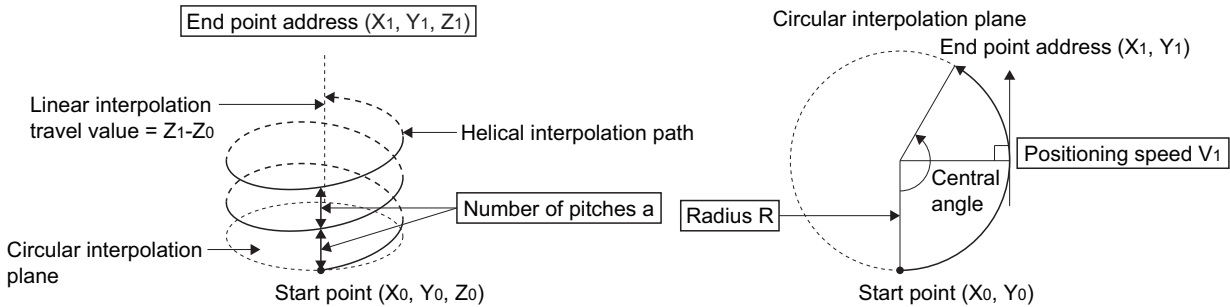 End point address (X1, Y1, Z1)
Linear interpolation
travel value = Z1-Z0
Helical interpolation path
Number of pitches a
Circular interpolation
plane
Start point (X0, Y0, Z0)
Circular interpolation plane
End point address (X1, Y1)
Positioning speed V1
Central
angle
Radius R
Start point (X0, Y0)